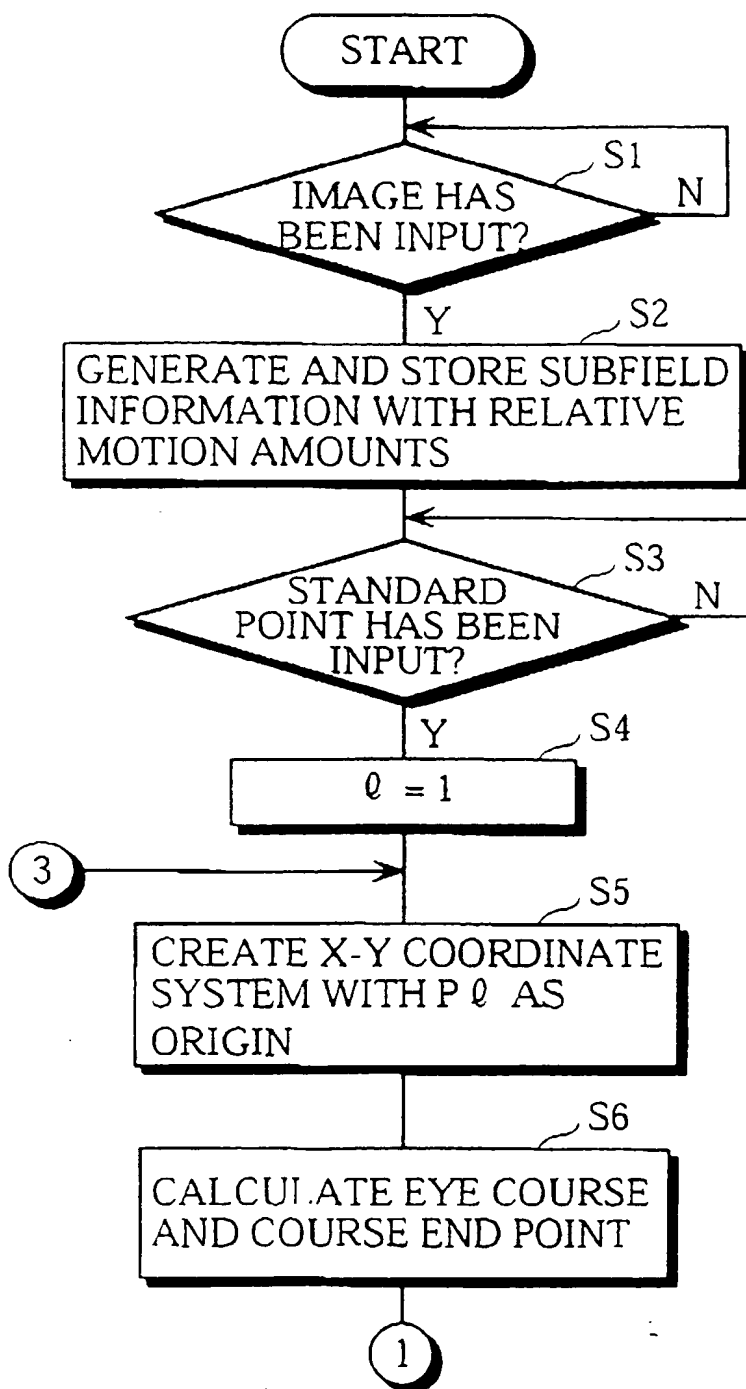 START
S1
IMAGE HAS
BEEN INPUT?
N
Y
S2
GENERATE AND STORE SUBFIELD
INFORMATION WITH RELATIVE
MOTION AMOUNTS
S3
STANDARD
POINT HAS BEEN
INPUT?
N
Y
S4
ℓ = 1
3
S5
CREATE X-Y COORDINATE
SYSTEM WITH P ℓ AS
ORIGIN
S6
CALCULATE EYE COURSE
AND COURSE END POINT
1